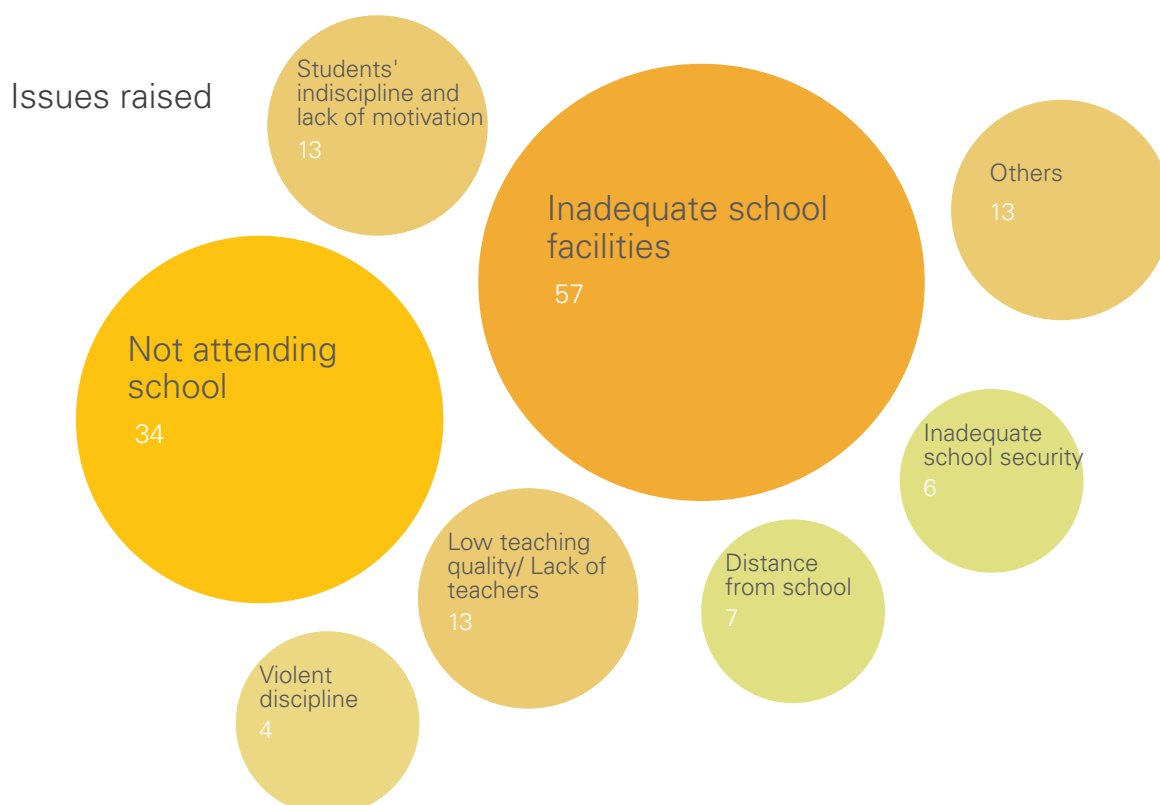 Issues raised
Students'
indiscipline and
lack of motivation
13
Inadequate school
facilities
57
Others
13
Not attending
school
34
Inadequate
school security
6
Low teaching
quality/ Lack of
teachers
13
Distance
from school
7
Violent
discipline
4